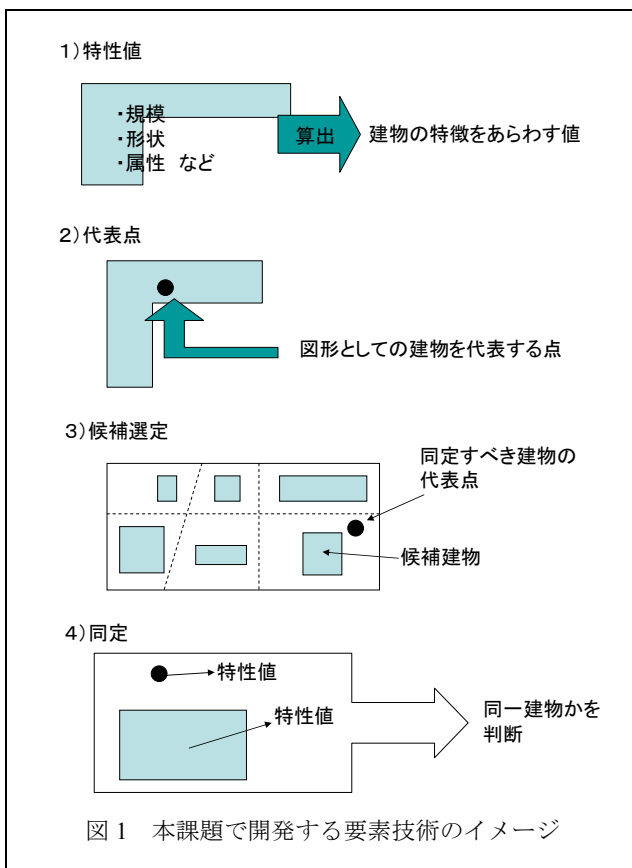 1)特性値
・規模
・形状
・属性 など
算出
建物の特徴をあらわす値
2)代表点
図形としての建物を代表する点
3)候補選定
同定すべき建物の
代表点
候補建物
4)同定
特性値
特性値
同一建物かを
判断
図 1 本課題で開発する要素技術のイメージ